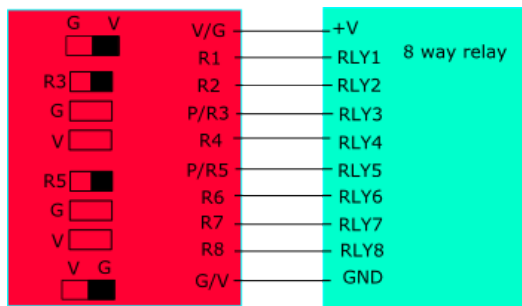 G V
V/G +V
R1 RLY1 8 way relay
R3 R2 RLY2
G P/R3 RLY3
V R4 RLY4
P/R5 RLY5
R5 R6 RLY6
G R7 RLY7
V R8 RLY8
V G
G/V GND